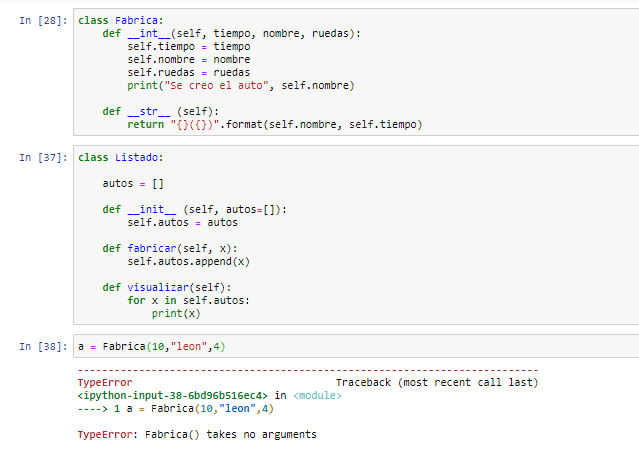 In [28]: class Fabrica:
    def __int__(self, tiempo, nombre, ruedas):
        self.tiempo = tiempo
        self.nombre = nombre
        self.ruedas = ruedas
        print("Se creo el auto", self.nombre)
    def __str__ (self):
        return "{}({})".format(self.nombre, self.tiempo)
In [37]: class Listado:
    autos = []
    def __init__ (self, autos=[]):
        self.autos = autos
    def fabricar(self, x):
        self.autos.append(x)
    def visualizar(self):
        for x in self.autos:
            print(x)
In [38]: a = Fabrica(10,"leon",4)
---------------------------------------------------------------------------
TypeError                                 Traceback (most recent call last)
<ipython-input-38-6bd96b516ec4> in <module>
----> 1 a = Fabrica(10,"leon",4)
TypeError: Fabrica() takes no arguments